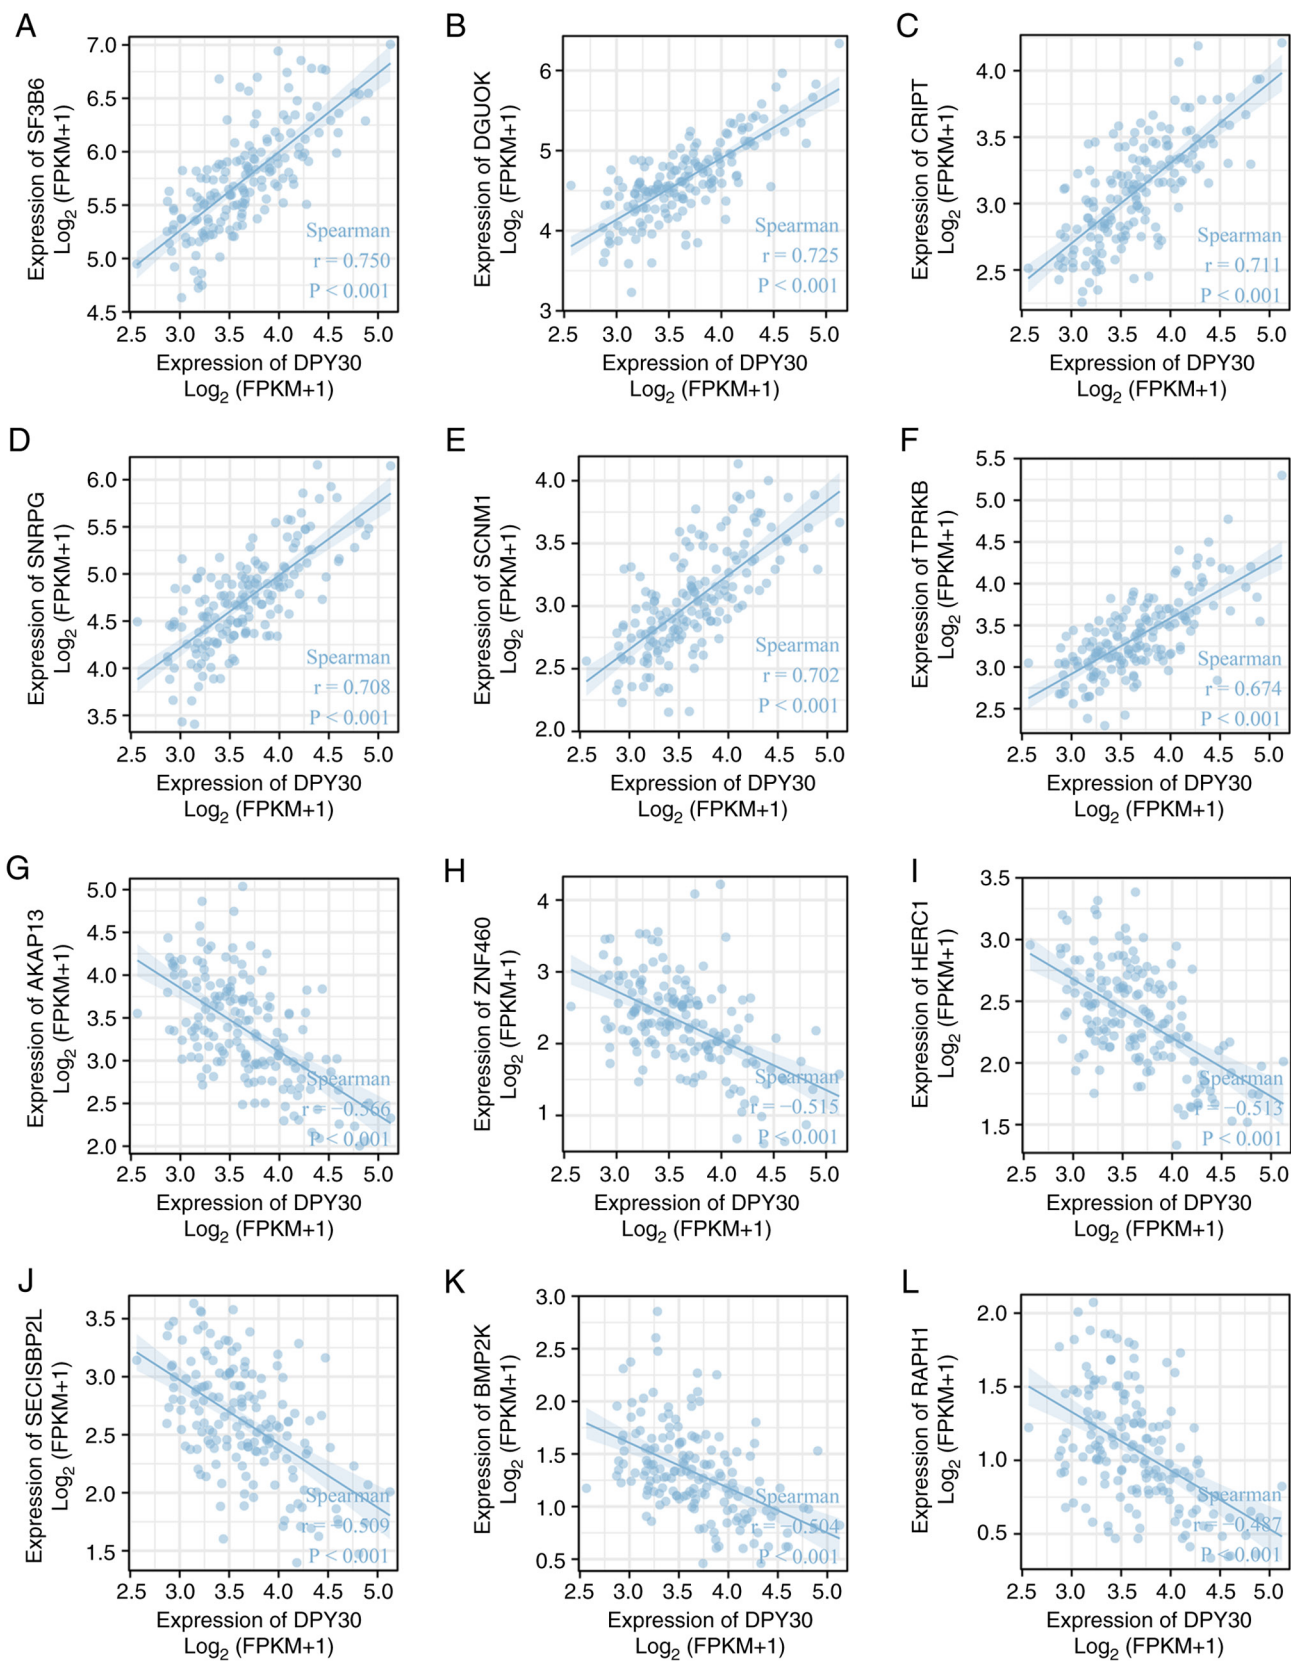 A
Expression of SF3B6
Log2 (FPKM+1)
7.0
6.5
6.0
5.5
5.0
4.5
Spearman
r = 0.750
P < 0.001
2.5 3.0 3.5 4.0 4.5 5.0
Expression of DPY30
Log2 (FPKM+1)
B
Expression of DGUOK
Log2 (FPKM+1)
6
5
4
3
Spearman
r = 0.725
P < 0.001
2.5 3.0 3.5 4.0 4.5 5.0
Expression of DPY30
Log2 (FPKM+1)
C
Expression of CRIPT
Log2 (FPKM+1)
4.0
3.5
3.0
2.5
Spearman
r = 0.711
P < 0.001
2.5 3.0 3.5 4.0 4.5 5.0
Expression of DPY30
Log2 (FPKM+1)
D
Expression of SNRPG
Log2 (FPKM+1)
6.0
5.5
5.0
4.5
4.0
3.5
Spearman
r = 0.708
P < 0.001
2.5 3.0 3.5 4.0 4.5 5.0
Expression of DPY30
Log2 (FPKM+1)
E
Expression of SCNM1
Log2 (FPKM+1)
4.0
3.5
3.0
2.5
2.0
Spearman
r = 0.702
P < 0.001
2.5 3.0 3.5 4.0 4.5 5.0
Expression of DPY30
Log2 (FPKM+1)
F
Expression of TPRKB
Log2 (FPKM+1)
5.5
5.0
4.5
4.0
3.5
3.0
2.5
Spearman
r = 0.674
P < 0.001
2.5 3.0 3.5 4.0 4.5 5.0
Expression of DPY30
Log2 (FPKM+1)
G
Expression of AKAP13
Log2 (FPKM+1)
5.0
4.5
4.0
3.5
3.0
2.5
2.0
Spearman
r = −0.566
P < 0.001
2.5 3.0 3.5 4.0 4.5 5.0
Expression of DPY30
Log2 (FPKM+1)
H
Expression of ZNF460
Log2 (FPKM+1)
4
3
2
1
Spearman
r = −0.515
P < 0.001
2.5 3.0 3.5 4.0 4.5 5.0
Expression of DPY30
Log2 (FPKM+1)
I
Expression of HERC1
Log2 (FPKM+1)
3.5
3.0
2.5
2.0
1.5
Spearman
r = −0.513
P < 0.001
2.5 3.0 3.5 4.0 4.5 5.0
Expression of DPY30
Log2 (FPKM+1)
J
Expression of SECISBP2L
Log2 (FPKM+1)
3.5
3.0
2.5
2.0
1.5
Spearman
r = −0.509
P < 0.001
2.5 3.0 3.5 4.0 4.5 5.0
Expression of DPY30
Log2 (FPKM+1)
K
Expression of BMP2K
Log2 (FPKM+1)
3.0
2.5
2.0
1.5
1.0
0.5
Spearman
r = −0.504
P < 0.001
2.5 3.0 3.5 4.0 4.5 5.0
Expression of DPY30
Log2 (FPKM+1)
L
Expression of RAPH1
Log2 (FPKM+1)
2.0
1.5
1.0
0.5
Spearman
r = −0.487
P < 0.001
2.5 3.0 3.5 4.0 4.5 5.0
Expression of DPY30
Log2 (FPKM+1)